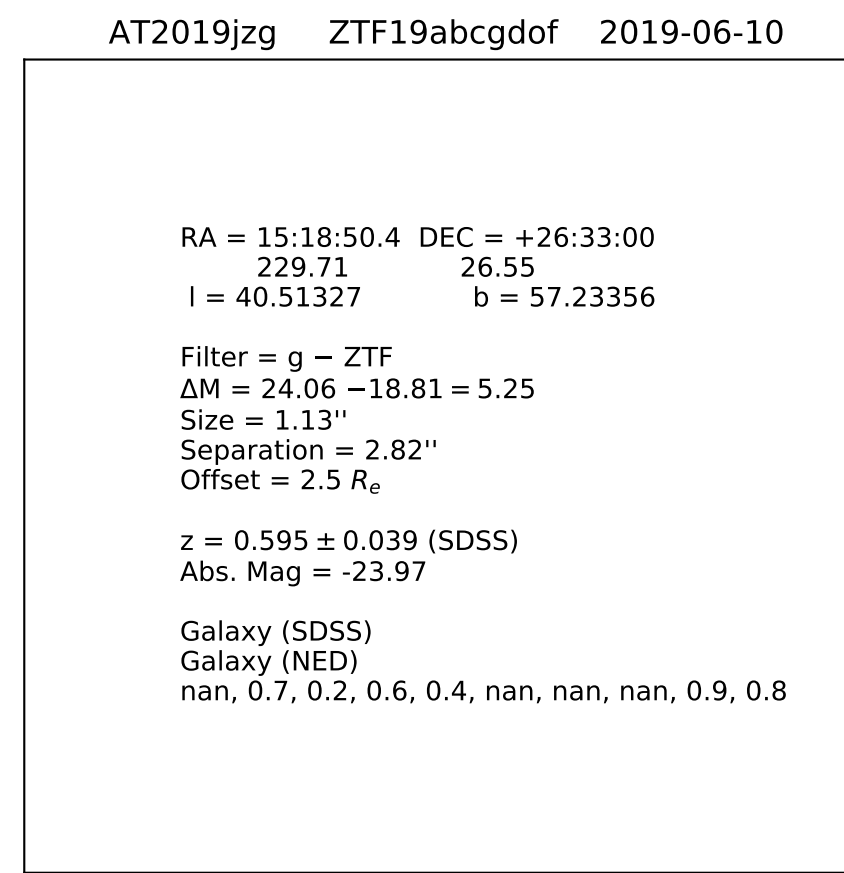 AT2019jzg ZTF19abcgdof 2019-06-10
RA = 15:18:50.4 DEC = +26:33:00
229.71 26.55
l = 40.51327 b = 57.23356
Filter = g − ZTF
ΔM = 24.06 −18.81 = 5.25
Size = 1.13''
Separation = 2.82''
Offset = 2.5 Re
z = 0.595 ± 0.039 (SDSS)
Abs. Mag = -23.97
Galaxy (SDSS)
Galaxy (NED)
nan, 0.7, 0.2, 0.6, 0.4, nan, nan, nan, 0.9, 0.8